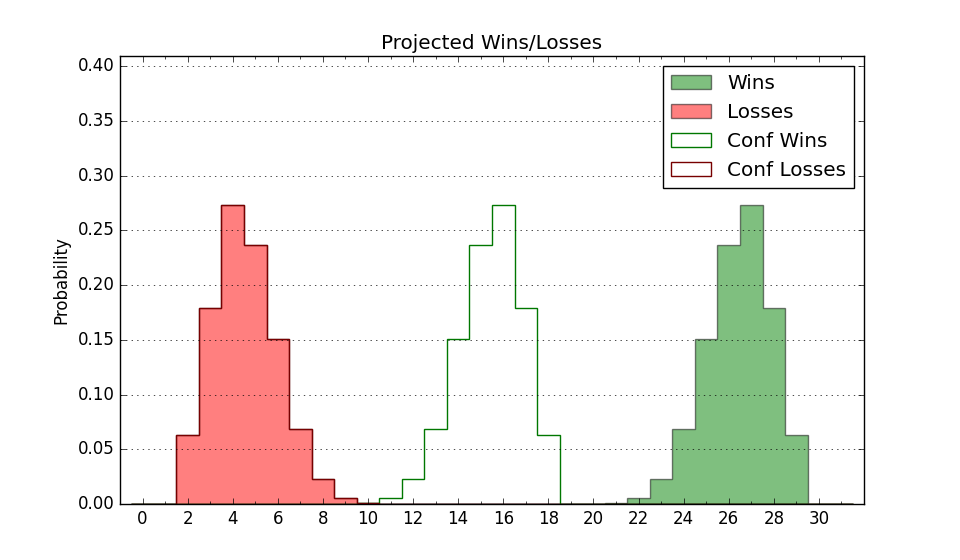 Projected Wins/Losses
0.40
0.35
0.30
0.25
0.20
0.15
0.10
0.05
0.00
Probability
Wins
Losses
Conf Wins
Conf Losses
0 2 4 6 8 10 12 14 16 18 20 22 24 26 28 30